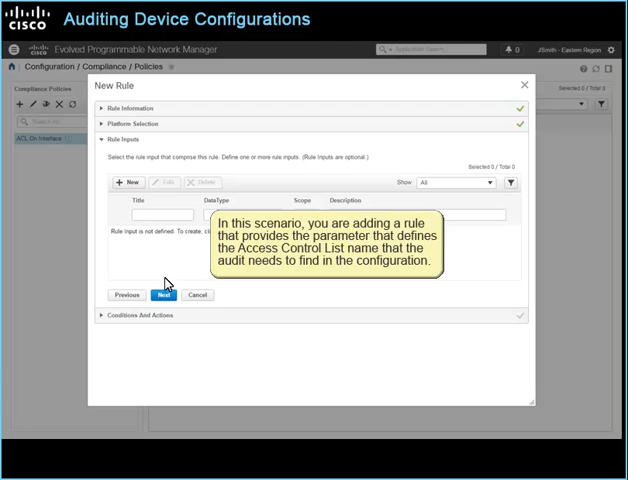 CISCO
Auditing Device Configurations
CISCO
Evolved Programmable Network Manager
Application Search
0
JSmith - Eastern Region
Configuration / Compliance / Policies
Compliance Policies
Selected 0 / Total 0
Search All
ACL On Interface
New Rule
Rule Information
Platform Selection
Rule Inputs
Select the rule input that comprise this rule. Define one or more rule inputs. (Rule Inputs are optional.)
Selected 0 / Total 0
New
Edit
Delete
Show
All
Title
DataType
Scope
Description
Rule Input is not defined. To create, cli
In this scenario, you are adding a rule
that provides the parameter that defines
the Access Control List name that the
audit needs to find in the configuration.
Previous
Next
Cancel
Conditions And Actions